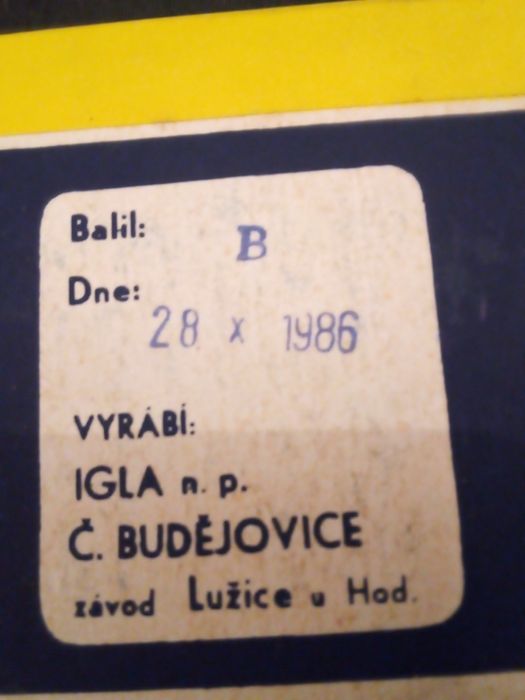 Balil:
B
Dne:
28 X 1986
VYRÁBÍ:
IGLA n. p.
Č. BUDĚJOVICE
závod Lužice u Hod.